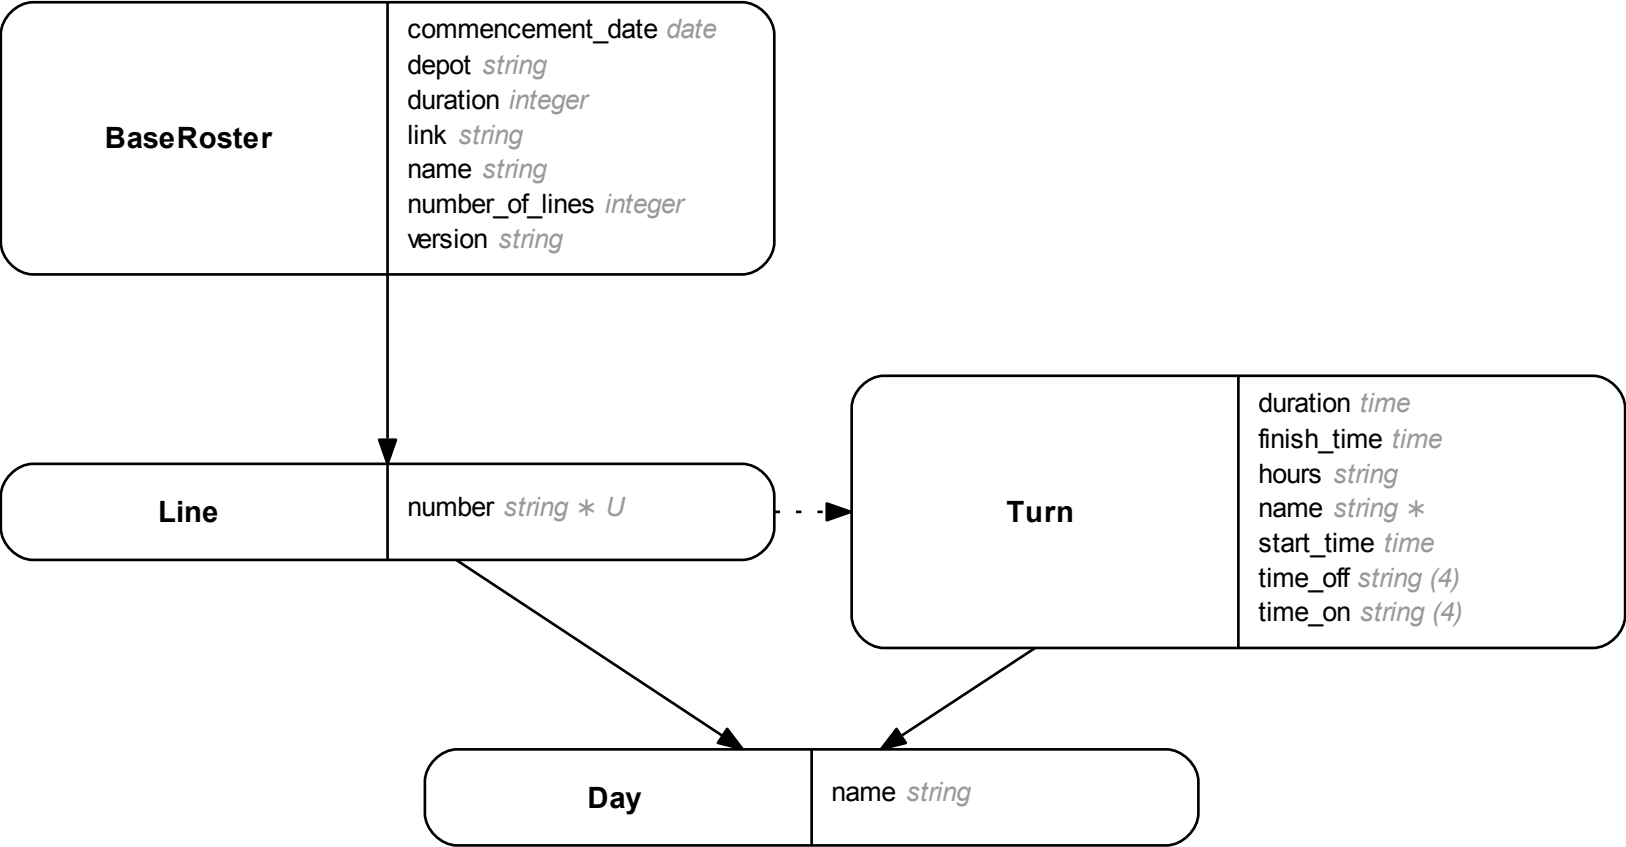 BaseRoster
commencement_date date
depot string
duration integer
link string
name string
number_of_lines integer
version string
Line
number string ∗ U
Turn
duration time
finish_time time
hours string
name string ∗
start_time time
time_off string (4)
time_on string (4)
Day
name string